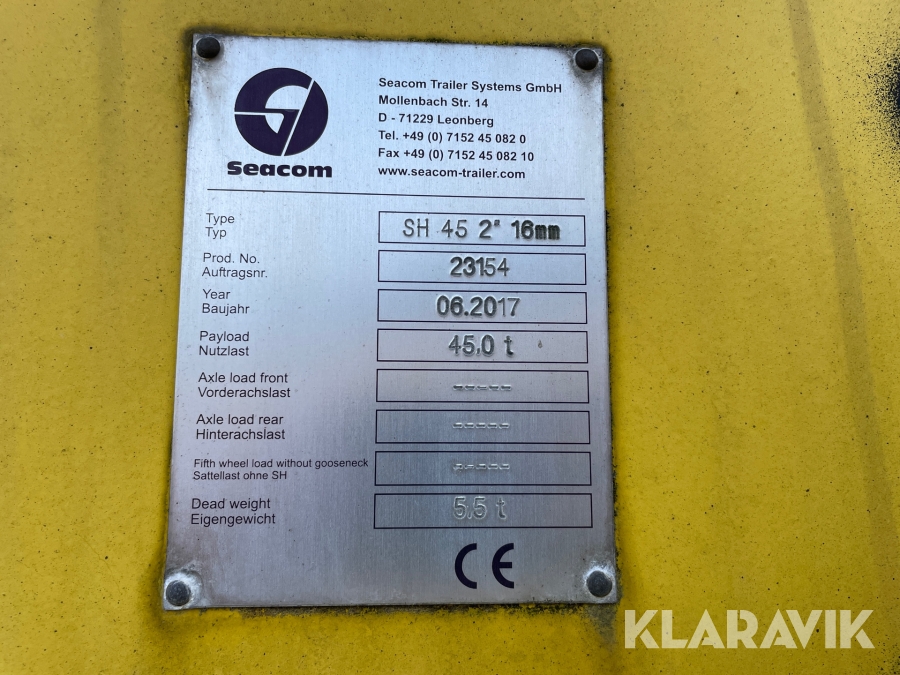 Seacom
Seacom Trailer Systems GmbH
Mollenbach Str. 14
D - 71229 Leonberg
Tel. +49 (0) 7152 45 082 0
Fax +49 (0) 7152 45 082 10
www.seacom-trailer.com
Type
Typ
SH 45 2" 16mm
Prod. No.
Auftragsnr.
23154
Year
Baujahr
06.2017
Payload
Nutzlast
45,0 t
Axle load front
Vorderachslast
-----
Axle load rear
Hinterachslast
-----
Fifth wheel load without gooseneck
Sattellast ohne SH
-----
Dead weight
Eigengewicht
5,5 t
CE
KLARAVIK